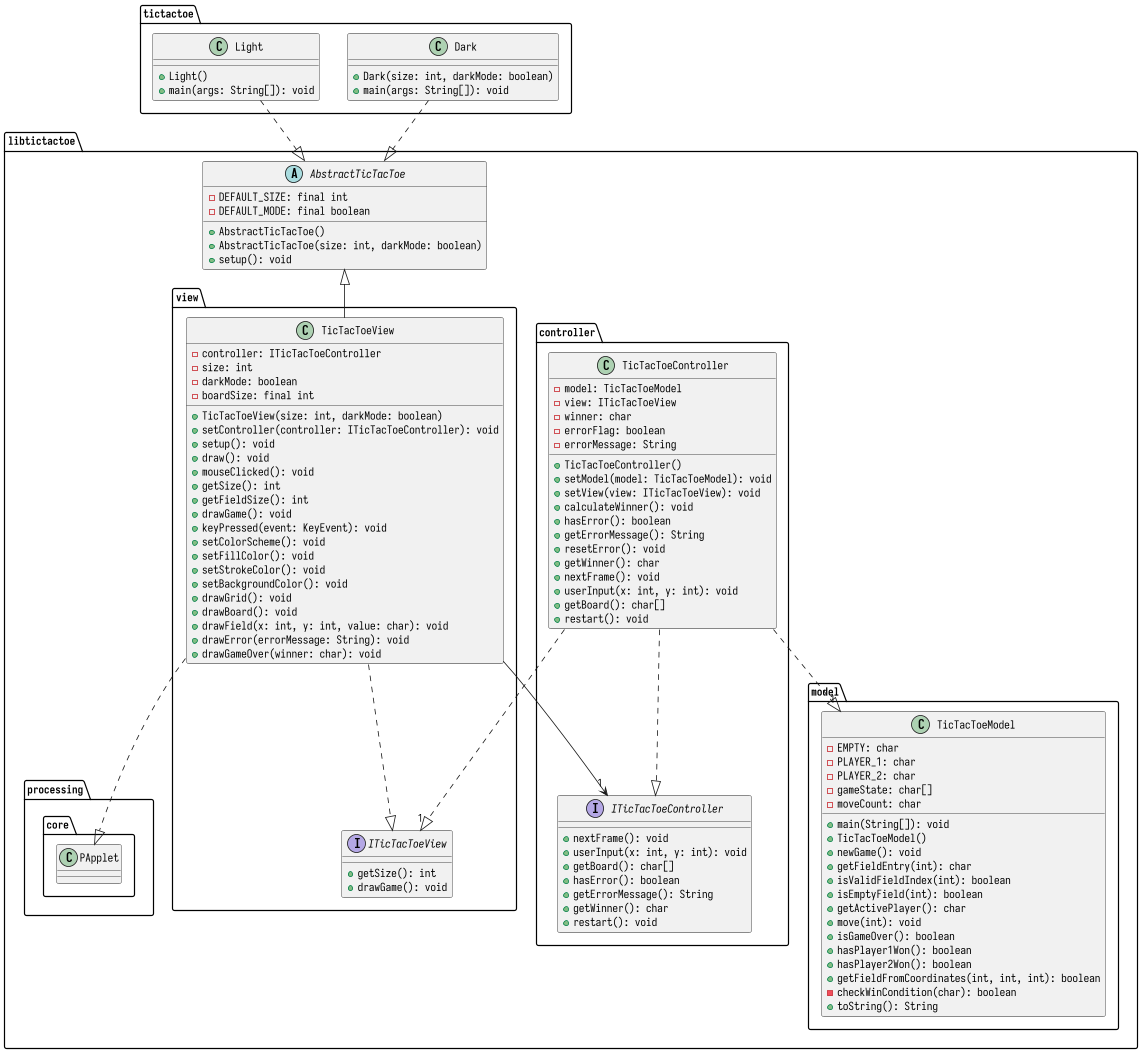 tictactoe
C Light
Light()
main(args: String[]): void
C Dark
Dark(size: int, darkMode: boolean)
main(args: String[]): void
libtictactoe
A AbstractTicTacToe
DEFAULT_SIZE: final int
DEFAULT_MODE: final boolean
AbstractTicTacToe()
AbstractTicTacToe(size: int, darkMode: boolean)
setup(): void
view
C TicTacToeView
controller: ITicTacToeController
size: int
darkMode: boolean
boardSize: final int
TicTacToeView(size: int, darkMode: boolean)
setController(controller: ITicTacToeController): void
setup(): void
draw(): void
mouseClicked(): void
getSize(): int
getFieldSize(): int
drawGame(): void
keyPressed(event: KeyEvent): void
setColorScheme(): void
setFillColor(): void
setStrokeColor(): void
setBackgroundColor(): void
drawGrid(): void
drawBoard(): void
drawField(x: int, y: int, value: char): void
drawError(errorMessage: String): void
drawGameOver(winner: char): void
controller
C TicTacToeController
model: TicTacToeModel
view: ITicTacToeView
winner: char
errorFlag: boolean
errorMessage: String
TicTacToeController()
setModel(model: TicTacToeModel): void
setView(view: ITicTacToeView): void
calculateWinner(): void
hasError(): boolean
getErrorMessage(): String
resetError(): void
getWinner(): char
nextFrame(): void
userInput(x: int, y: int): void
getBoard(): char[]
restart(): void
processing
core
C PApplet
1
I ITicTacToeView
getSize(): int
drawGame(): void
1
I ITicTacToeController
nextFrame(): void
userInput(x: int, y: int): void
getBoard(): char[]
hasError(): boolean
getErrorMessage(): String
getWinner(): char
restart(): void
model
1
C TicTacToeModel
EMPTY: char
PLAYER_1: char
PLAYER_2: char
gameState: char[]
moveCount: char
main(String[]): void
TicTacToeModel()
newGame(): void
getFieldEntry(int): char
isValidFieldIndex(int): boolean
isEmptyField(int): boolean
getActivePlayer(): char
move(int): void
isGameOver(): boolean
hasPlayer1Won(): boolean
hasPlayer2Won(): boolean
getFieldFromCoordinates(int, int, int): boolean
checkWinCondition(char): boolean
toString(): String